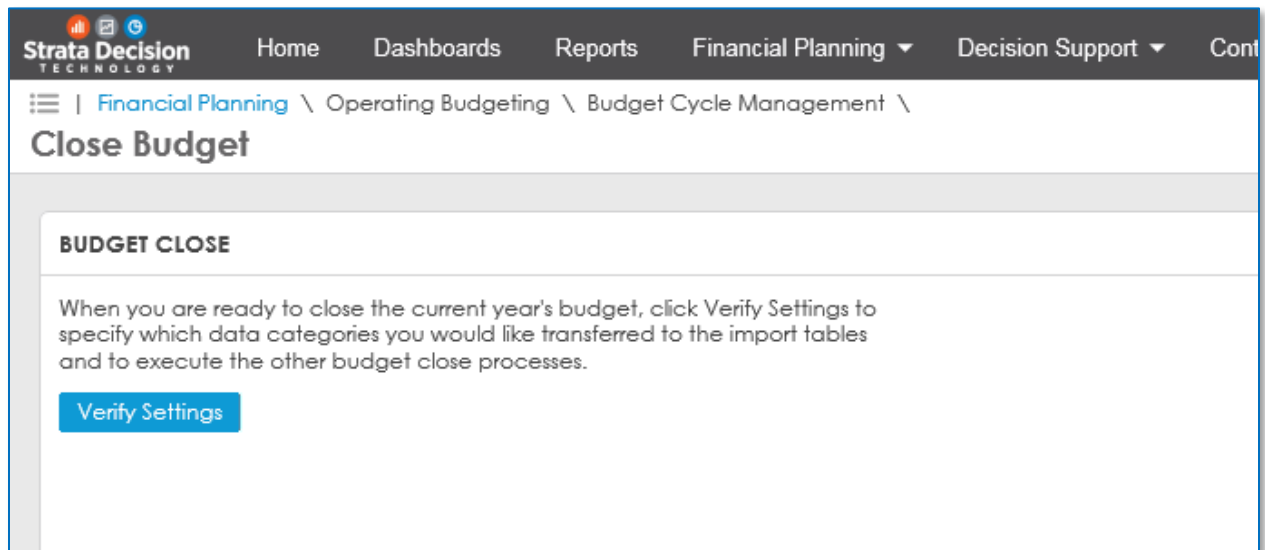 Strata Decision
TECHNOLOGY
Home Dashboards Reports Financial Planning Decision Support Cont
| Financial Planning \ Operating Budgeting \ Budget Cycle Management \
Close Budget
BUDGET CLOSE
When you are ready to close the current year's budget, click Verify Settings to
specify which data categories you would like transferred to the import tables
and to execute the other budget close processes.
Verify Settings